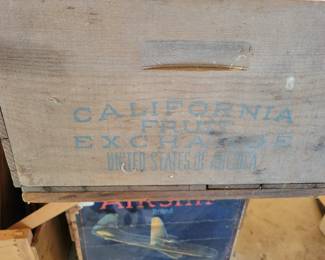 CALIFORNIA
FRUIT
EXCHANGE
UNITED STATES OF AMERICA
AIRSHIP